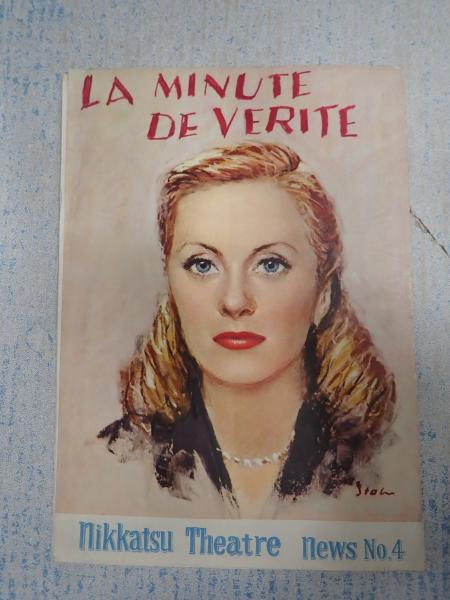 LA MINUTE
DE VERITE
Nikkatsu Theatre News No.4